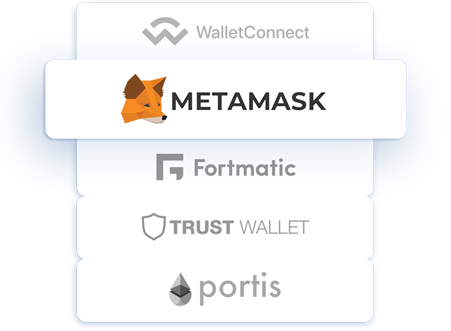 WalletConnect
METAMASK
Fortmatic
TRUST WALLET
portis